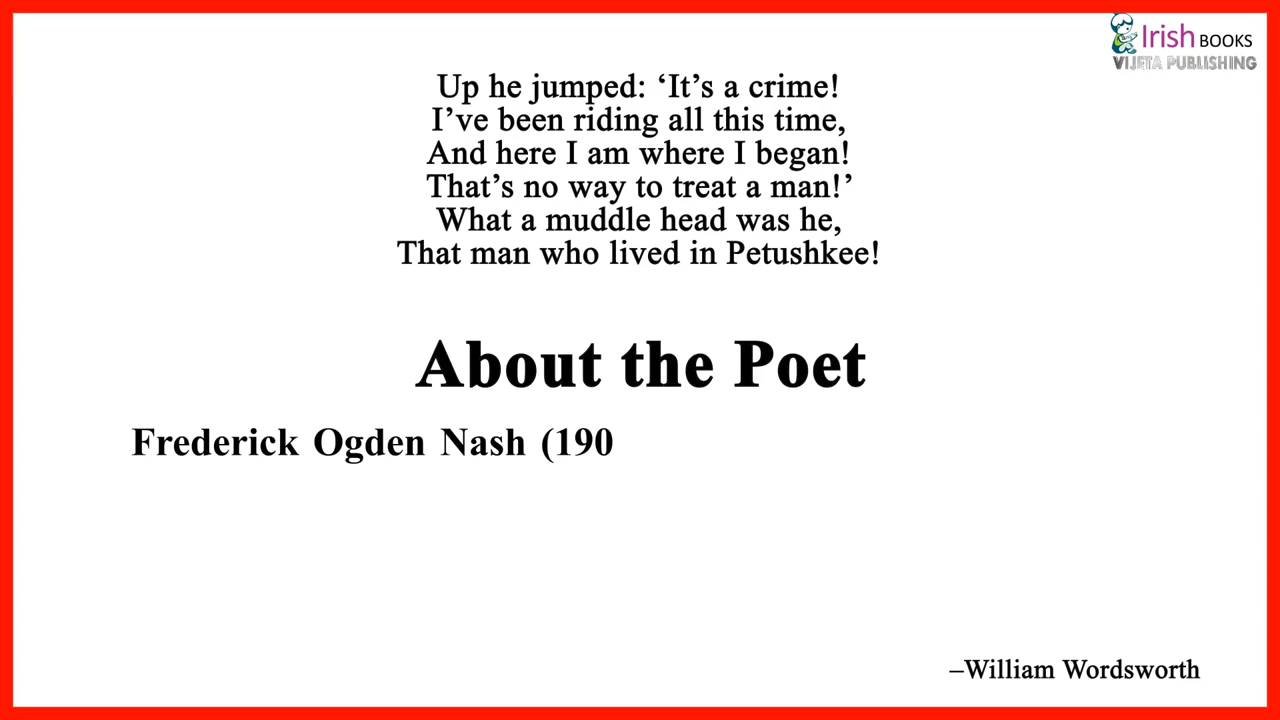 Irish BOOKS
VIJETA PUBLISHING
Up he jumped: ‘It’s a crime!
I’ve been riding all this time,
And here I am where I began!
That’s no way to treat a man!’
What a muddle head was he,
That man who lived in Petushkee!
About the Poet
Frederick Ogden Nash (190
–William Wordsworth